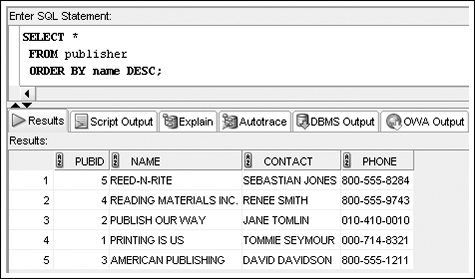 Enter SQL Statement:
SELECT *
FROM publisher
ORDER BY name DESC;
Results Script Output Explain Autotrace DBMS Output OWA Output
Results:
PUBID NAME CONTACT PHONE
1 5 REED-N-RITE SEBASTIAN JONES 800-555-8284
2 4 READING MATERIALS INC. RENEE SMITH 800-555-9743
3 2 PUBLISH OUR WAY JANE TOMLIN 010-410-0010
4 1 PRINTING IS US TOMMIE SEYMOUR 000-714-8321
5 3 AMERICAN PUBLISHING DAVID DAVIDSON 800-555-1211